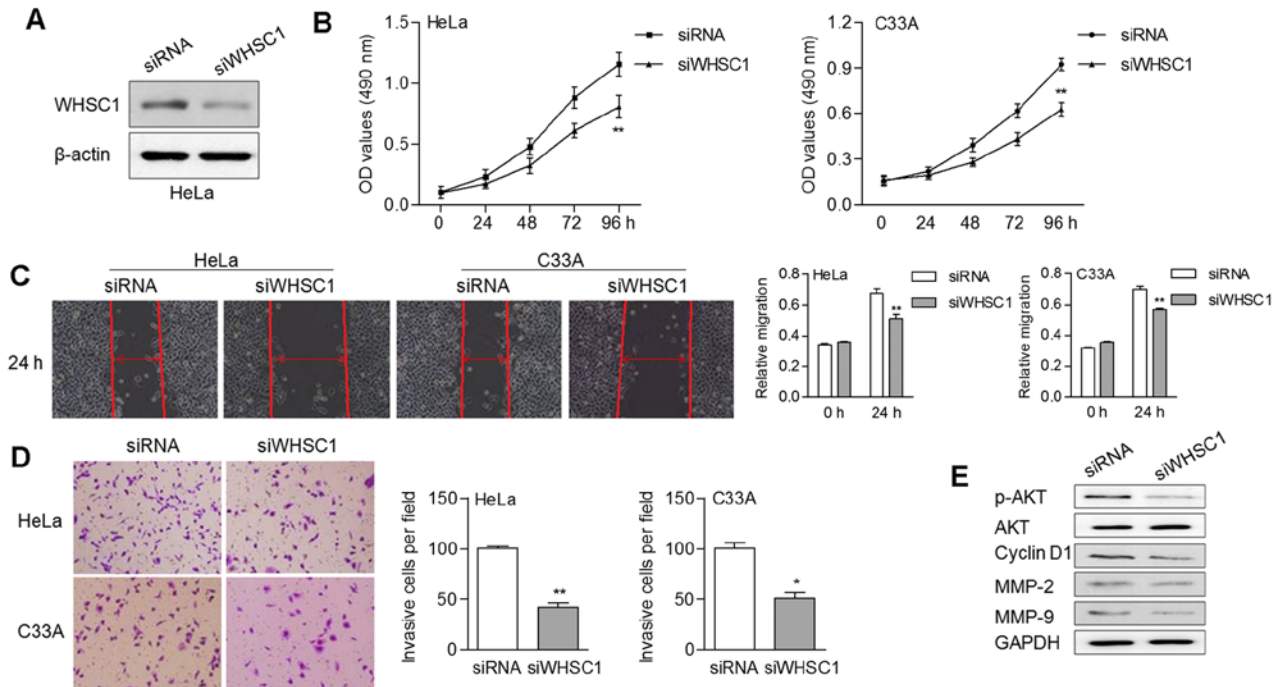 A
siRNA
siWHSC1
WHSC1
β-actin
HeLa
B
HeLa
OD values (490 nm)
1.5
1.0
0.5
0.0
0 24 48 72 96 h
siRNA
siWHSC1
**
C33A
OD values (490 nm)
1.2
0.9
0.6
0.3
0.0
0 24 48 72 96 h
siRNA
siWHSC1
**
C
HeLa
C33A
siRNA siWHSC1 siRNA siWHSC1
24 h
HeLa
Relative migration
0.8
0.6
0.4
0.2
0.0
0 h 24 h
**
siRNA
siWHSC1
C33A
Relative migration
0.8
0.6
0.4
0.2
0.0
0 h 24 h
**
siRNA
siWHSC1
D
siRNA siWHSC1
HeLa
C33A
HeLa
Invasive cells per field
150
100
50
0
**
siRNA siWHSC1
C33A
Invasive cells per field
150
100
50
0
*
siRNA siWHSC1
E
siRNA
siWHSC1
p-AKT
AKT
Cyclin D1
MMP-2
MMP-9
GAPDH